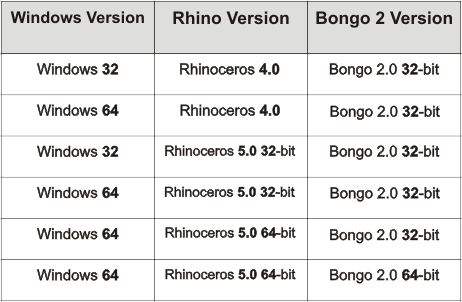 Windows Version Rhino Version Bongo 2 Version
Windows 32 Rhinoceros 4.0 Bongo 2.0 32-bit
Windows 64 Rhinoceros 4.0 Bongo 2.0 32-bit
Windows 32 Rhinoceros 5.0 32-bit Bongo 2.0 32-bit
Windows 64 Rhinoceros 5.0 32-bit Bongo 2.0 32-bit
Windows 64 Rhinoceros 5.0 64-bit Bongo 2.0 32-bit
Windows 64 Rhinoceros 5.0 64-bit Bongo 2.0 64-bit